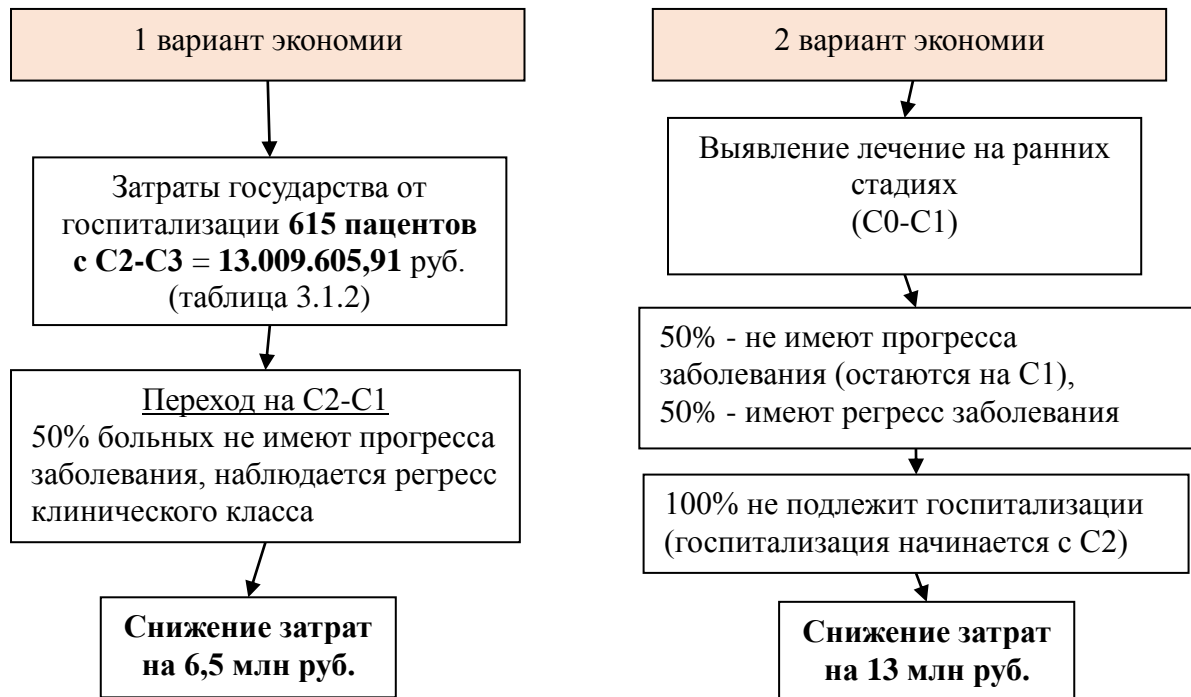 1 вариант экономии
Затраты государства от
госпитализации 615 пацентов
с С2-С3 = 13.009.605,91 руб.
(таблица 3.1.2)
Переход на С2-С1
50% больных не имеют прогресса
заболевания, наблюдается регресс
клинического класса
Снижение затрат
на 6,5 млн руб.
2 вариант экономии
Выявление лечение на ранних
стадиях
(С0-С1)
50% - не имеют прогресса
заболевания (остаются на С1),
50% - имеют регресс заболевания
100% не подлежит госпитализации
(госпитализация начинается с С2)
Снижение затрат
на 13 млн руб.